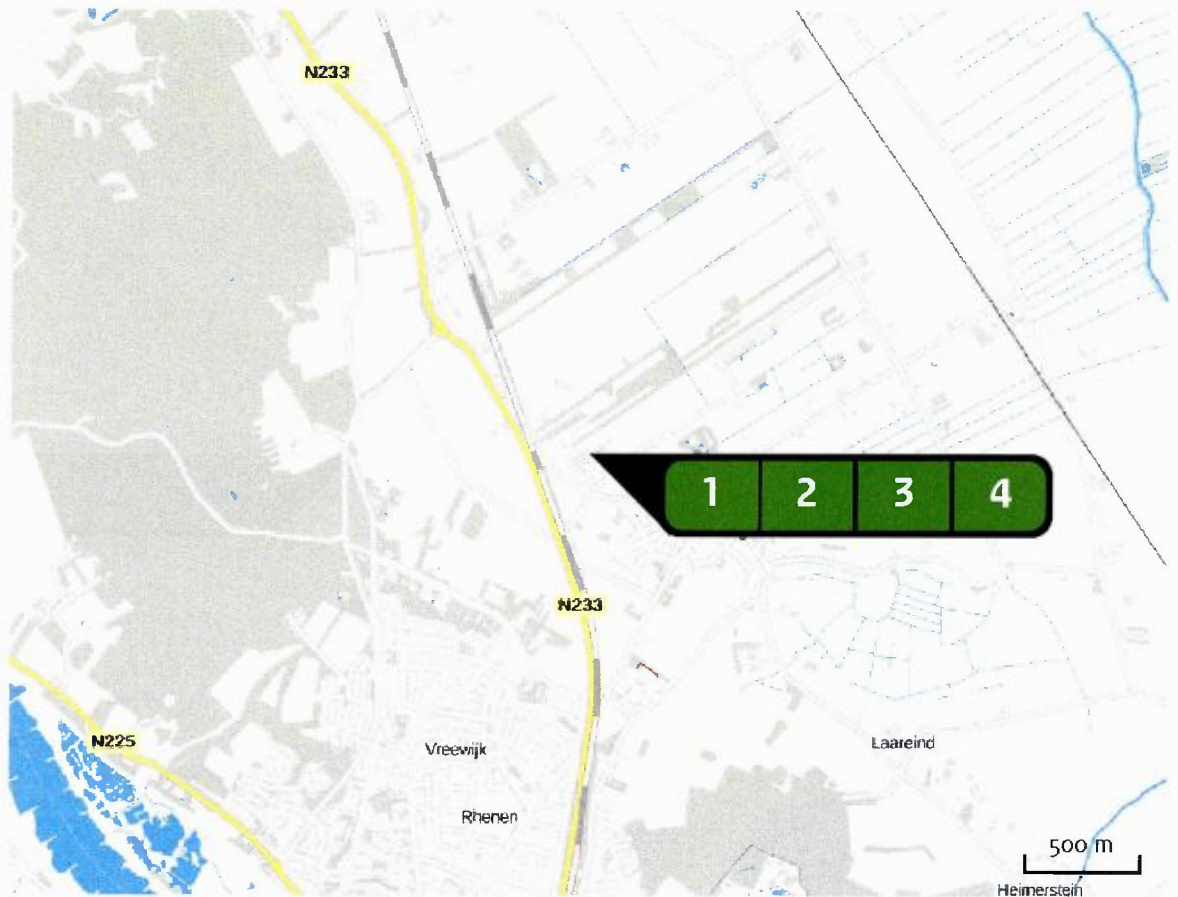 N233
1 2 3 4
N233
N225
Vreewijk
Laareind
Rhenen
500 m
Heimerstein